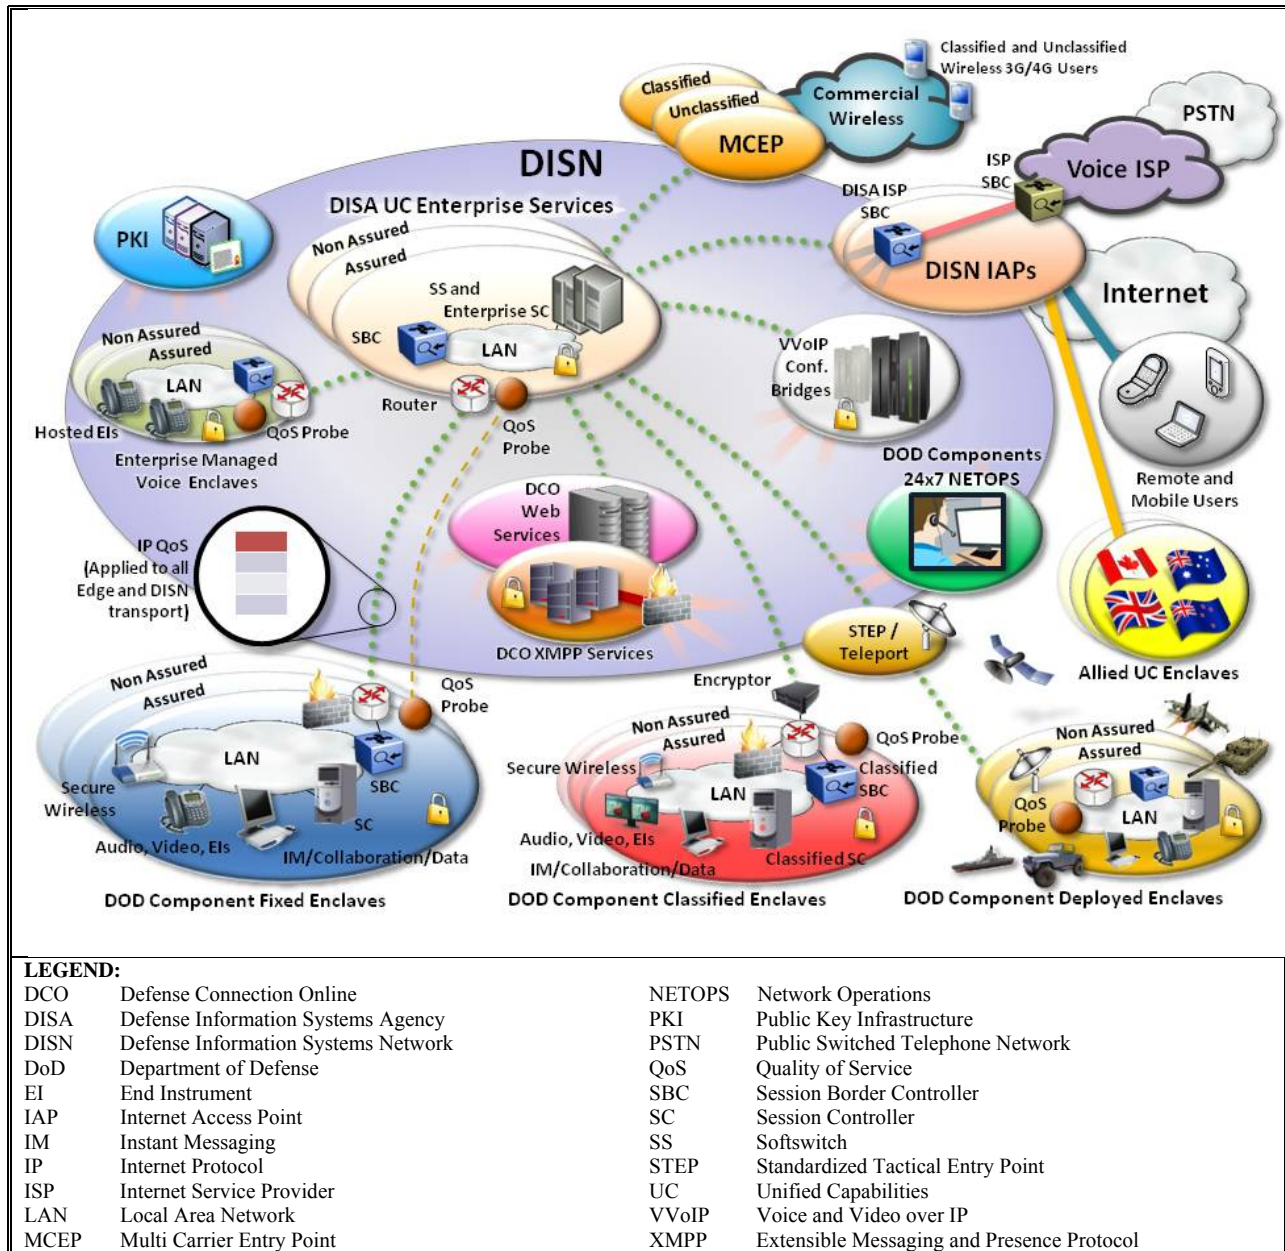 Classified and Unclassified
Wireless 3G/4G Users
Classified
Unclassified
MCEP
Commercial
Wireless
PSTN
Voice ISP
ISP
SBC
DISN
DISA ISP
SBC
DISN IAPs
Internet
DISA UC Enterprise Services
Non Assured
Assured
SS and
Enterprise SC
SBC
LAN
Router
QoS
Probe
PKI
Non Assured
Assured
LAN
Hosted EIs
QoS Probe
Enterprise Managed
Voice Enclaves
VVoIP
Conf.
Bridges
DOD Components
24x7 NETOPS
Remote and
Mobile Users
DCO
Web
Services
DCO XMPP Services
IP QoS
(Applied to all
Edge and DISN
transport)
STEP /
Teleport
Allied UC Enclaves
Non Assured
Assured
QoS
Probe
LAN
SBC
Secure
Wireless
SC
Audio, Video, EIs
IM/Collaboration/Data
DOD Component Fixed Enclaves
Encryptor
Non Assured
Assured
QoS Probe
Secure Wireless
Classified
SBC
LAN
Audio, Video, EIs
Classified SC
IM/Collaboration/Data
DOD Component Classified Enclaves
Non Assured
Assured
QoS
Probe
LAN
DOD Component Deployed Enclaves
LEGEND:
DCO Defense Connection Online
DISA Defense Information Systems Agency
DISN Defense Information Systems Network
DoD Department of Defense
EI End Instrument
IAP Internet Access Point
IM Instant Messaging
IP Internet Protocol
ISP Internet Service Provider
LAN Local Area Network
MCEP Multi Carrier Entry Point
NETOPS Network Operations
PKI Public Key Infrastructure
PSTN Public Switched Telephone Network
QoS Quality of Service
SBC Session Border Controller
SC Session Controller
SS Softswitch
STEP Standardized Tactical Entry Point
UC Unified Capabilities
VVoIP Voice and Video over IP
XMPP Extensible Messaging and Presence Protocol